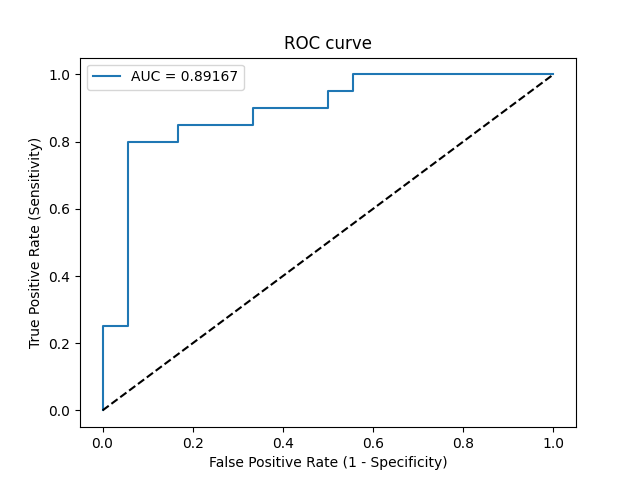 ROC curve
AUC = 0.89167
True Positive Rate (Sensitivity)
1.0
0.8
0.6
0.4
0.2
0.0
0.0 0.2 0.4 0.6 0.8 1.0
False Positive Rate (1 - Specificity)